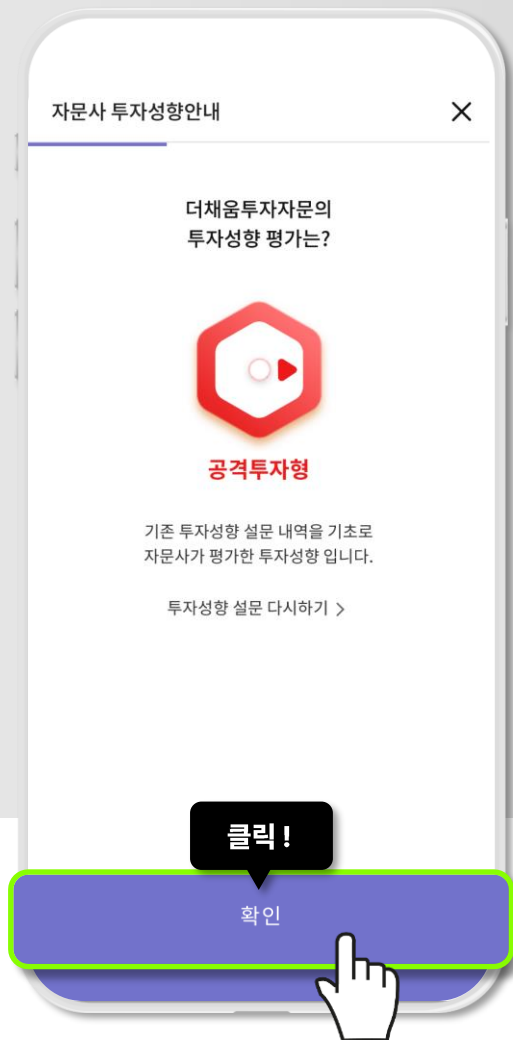 자문사 투자성향안내
더채움투자자문의
투자성향 평가는?
공격투자형
기존 투자성향 설문 내역을 기초로
자문사가 평가한 투자성향 입니다.
투자성향 설문 다시하기 >
클릭 !
확인